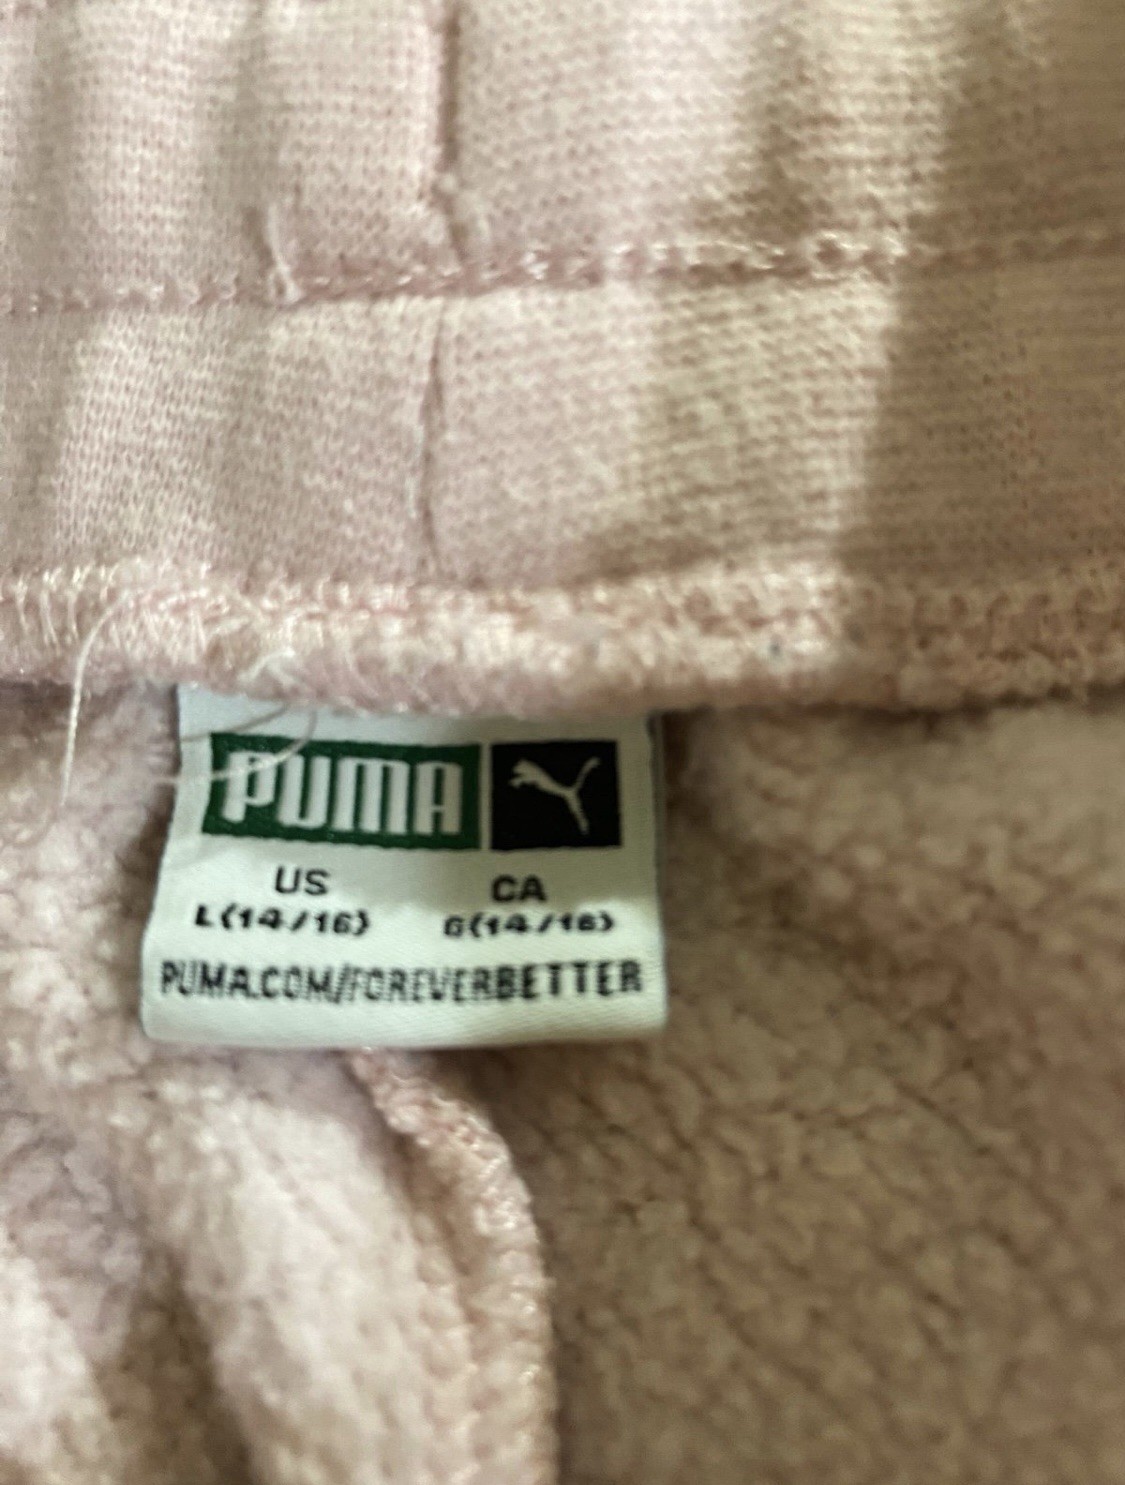 PUMA
US CA
L(14/16) G(14/16)
PUMA.COM/FOREVERBETTER